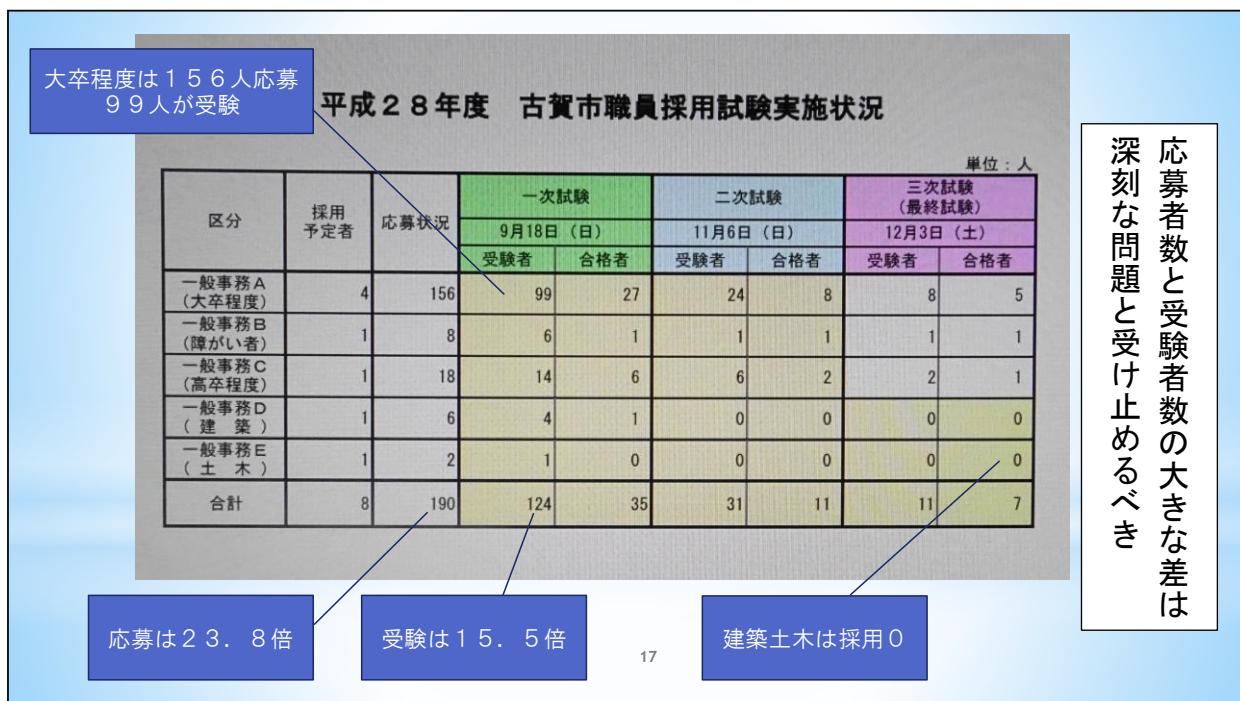 大卒程度は１５６人応募
９９人が受験
平成２８年度 古賀市職員採用試験実施状況
単位：人
区分 採用予定者 応募状況 一次試験 二次試験 三次試験（最終試験）
9月18日（日） 11月6日（日） 12月3日（土）
受験者 合格者 受験者 合格者 受験者 合格者
一般事務Ａ（大卒程度） 4 156 99 27 24 8 8 5
一般事務Ｂ（障がい者） 1 8 6 1 1 1 1 1
一般事務Ｃ（高卒程度） 1 18 14 6 6 2 2 1
一般事務Ｄ（建 築） 1 6 4 1 0 0 0 0
一般事務Ｅ（土 木） 1 2 1 0 0 0 0 0
合計 8 190 124 35 31 11 11 7
応募者数と受験者数の大きな差は
深刻な問題と受け止めるべき
応募は２３．８倍
受験は１５．５倍
建築土木は採用０
17